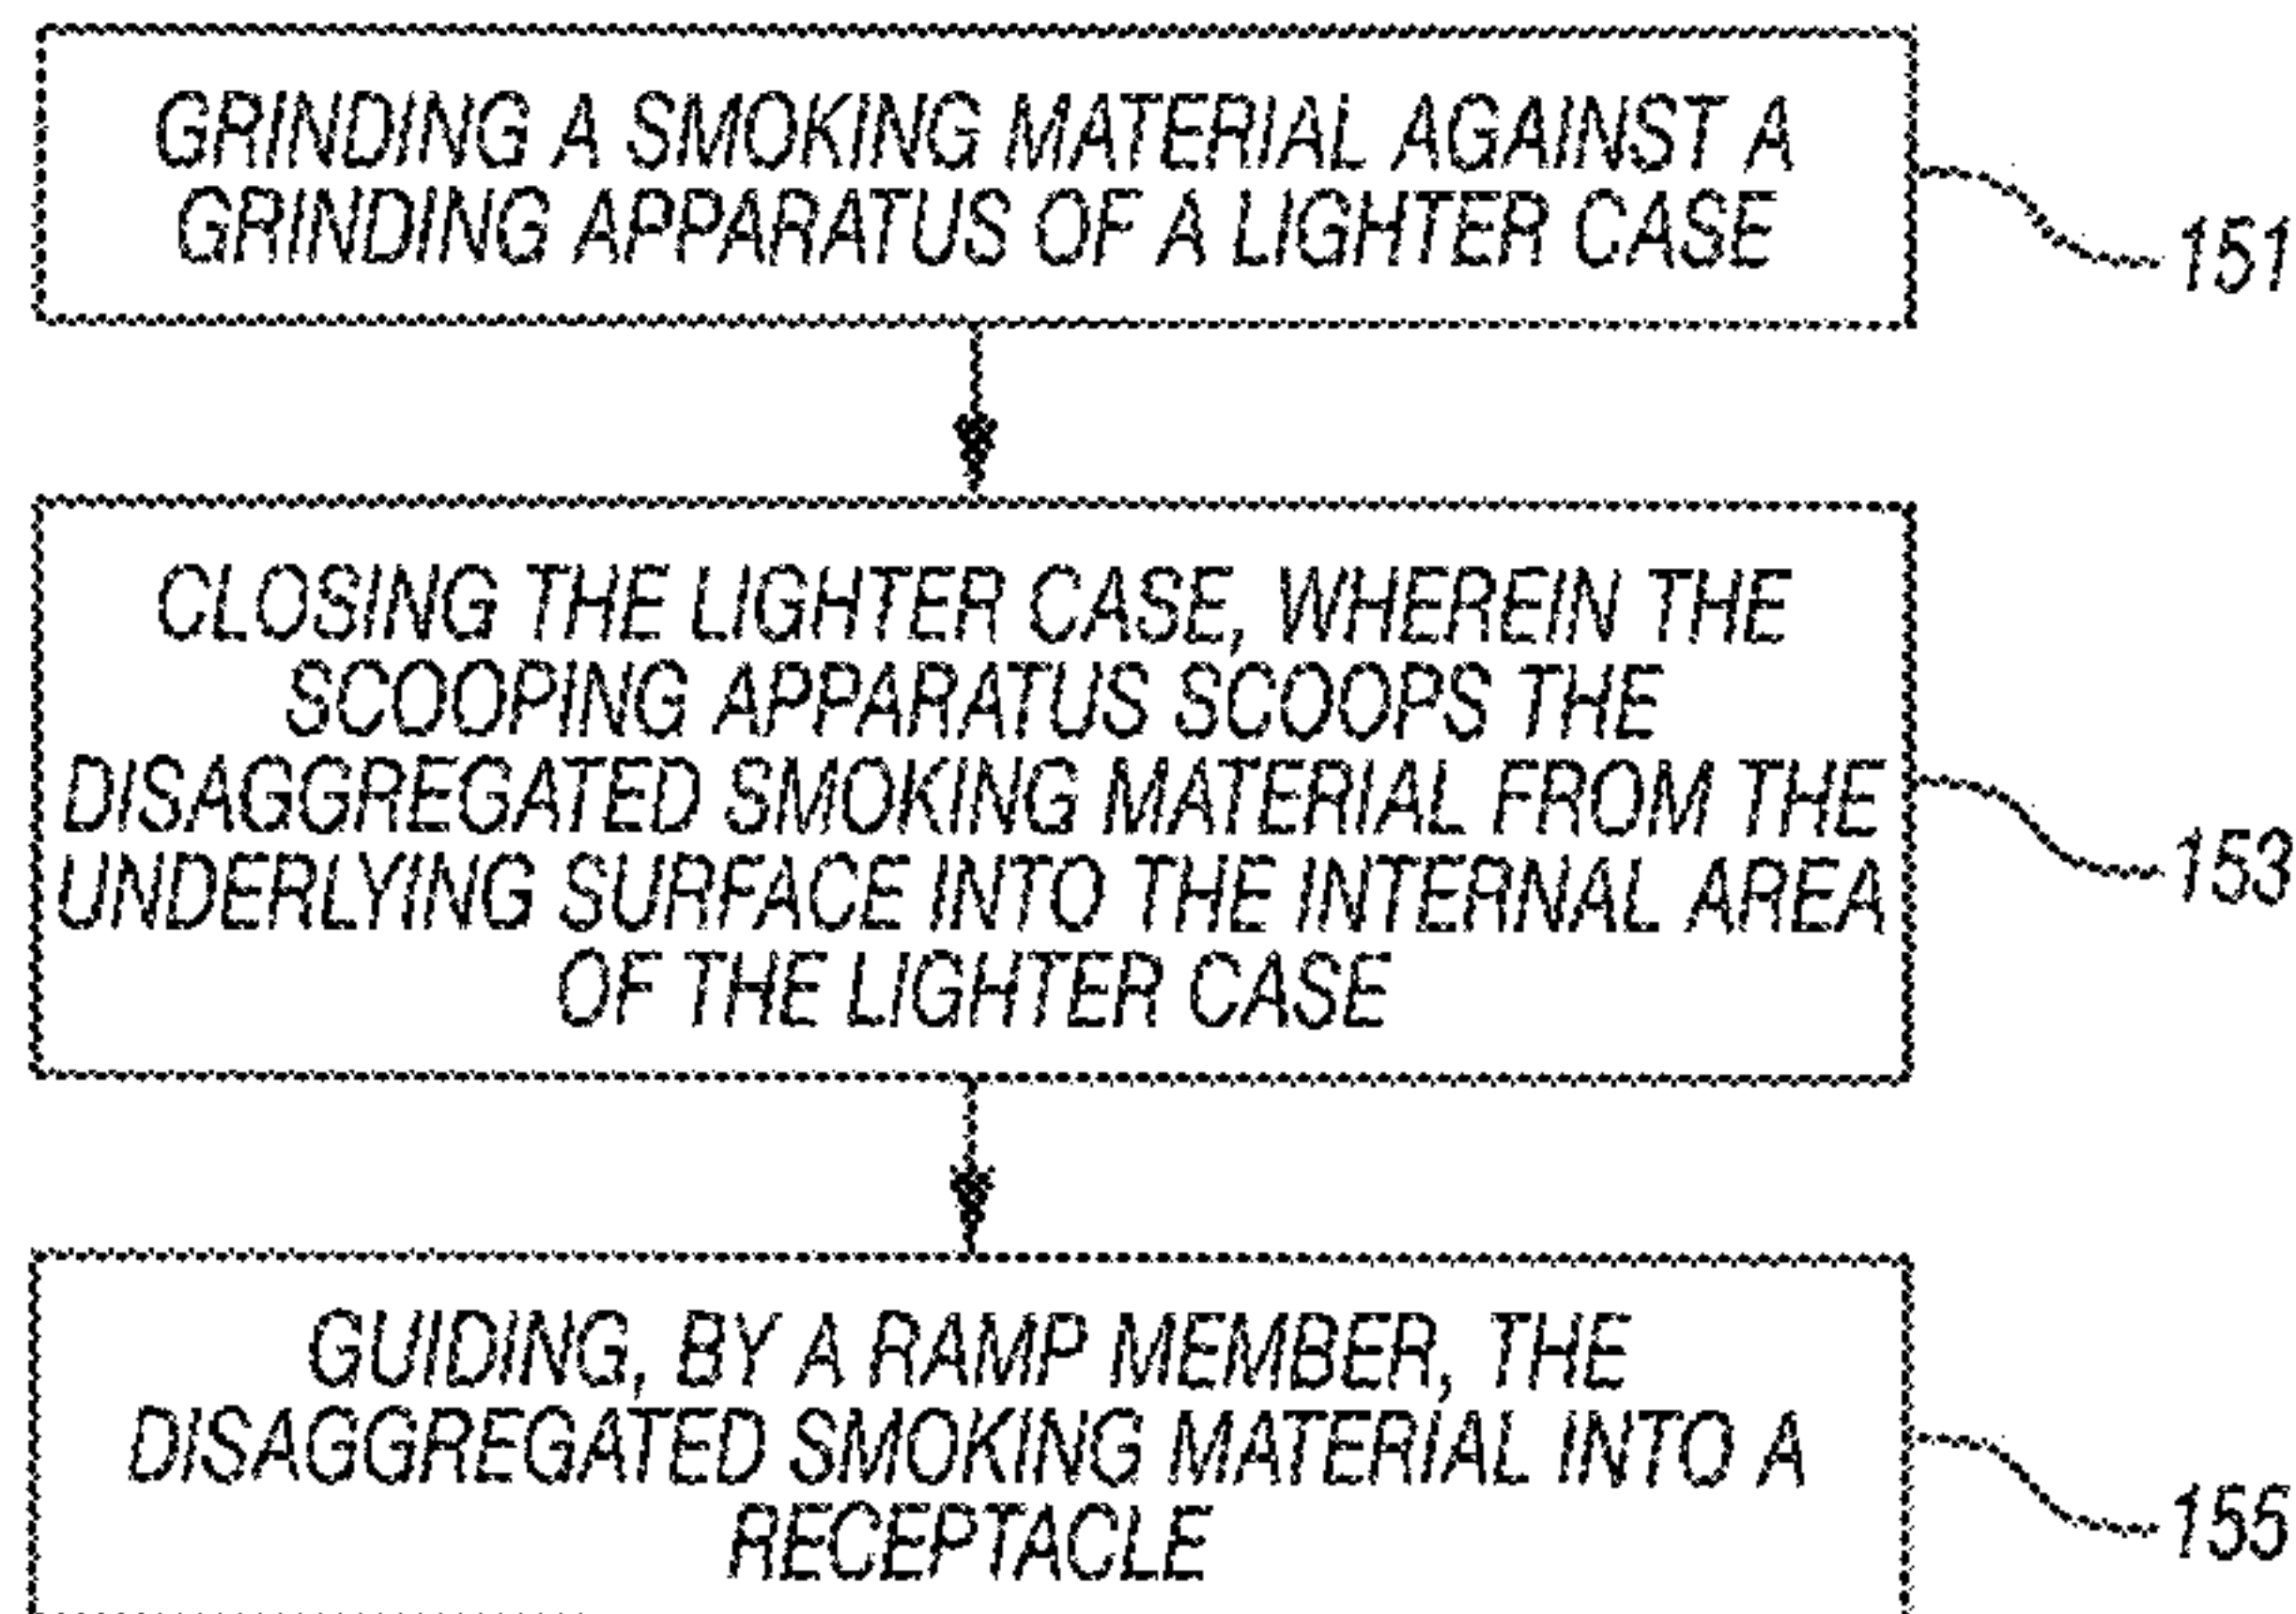 GRINDING A SMOKING MATERIAL AGAINST A
GRINDING APPARATUS OF A LIGHTER CASE
151
CLOSING THE LIGHTER CASE, WHEREIN THE
SCOOPING APPARATUS SCOOPS THE
DISAGGREGATED SMOKING MATERIAL FROM THE
UNDERLYING SURFACE INTO THE INTERNAL AREA
OF THE LIGHTER CASE
153
GUIDING, BY A RAMP MEMBER, THE
DISAGGREGATED SMOKING MATERIAL INTO A
RECEPTACLE
155